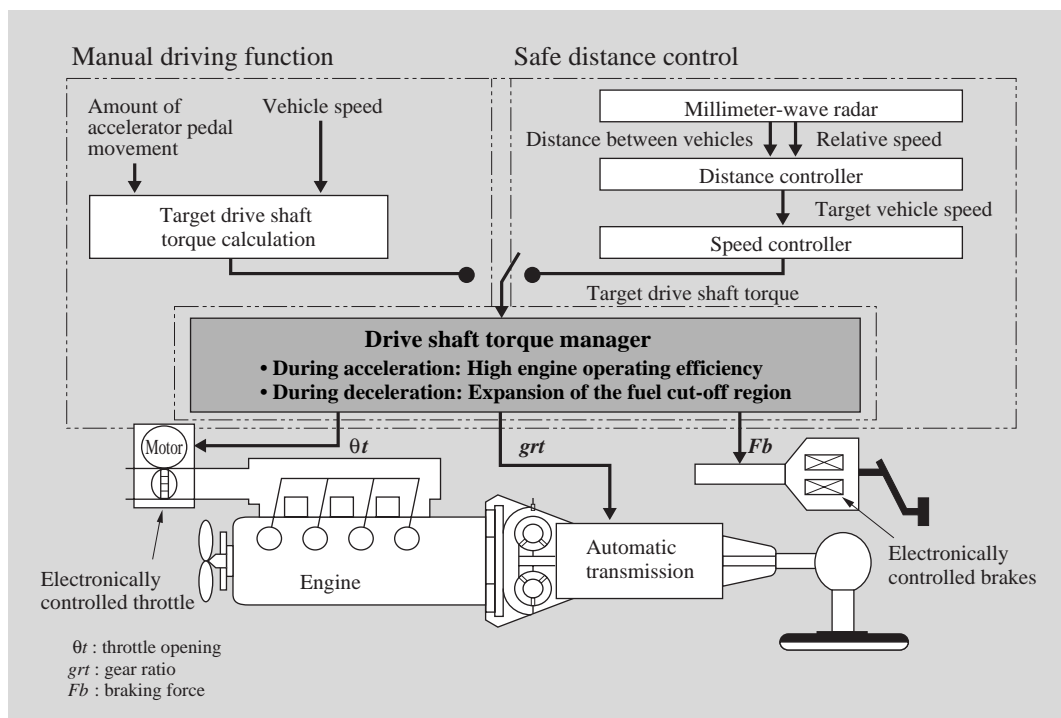 Manual driving function
Safe distance control
Amount of
accelerator pedal
movement
Vehicle speed
Target drive shaft
torque calculation
Millimeter-wave radar
Distance between vehicles
Relative speed
Distance controller
Target vehicle speed
Speed controller
Target drive shaft torque
Drive shaft torque manager
• During acceleration: High engine operating efficiency
• During deceleration: Expansion of the fuel cut-off region
Motor
θt
grt
Fb
Engine
Automatic
transmission
Electronically
controlled throttle
Electronically
controlled brakes
θt : throttle opening
grt : gear ratio
Fb : braking force